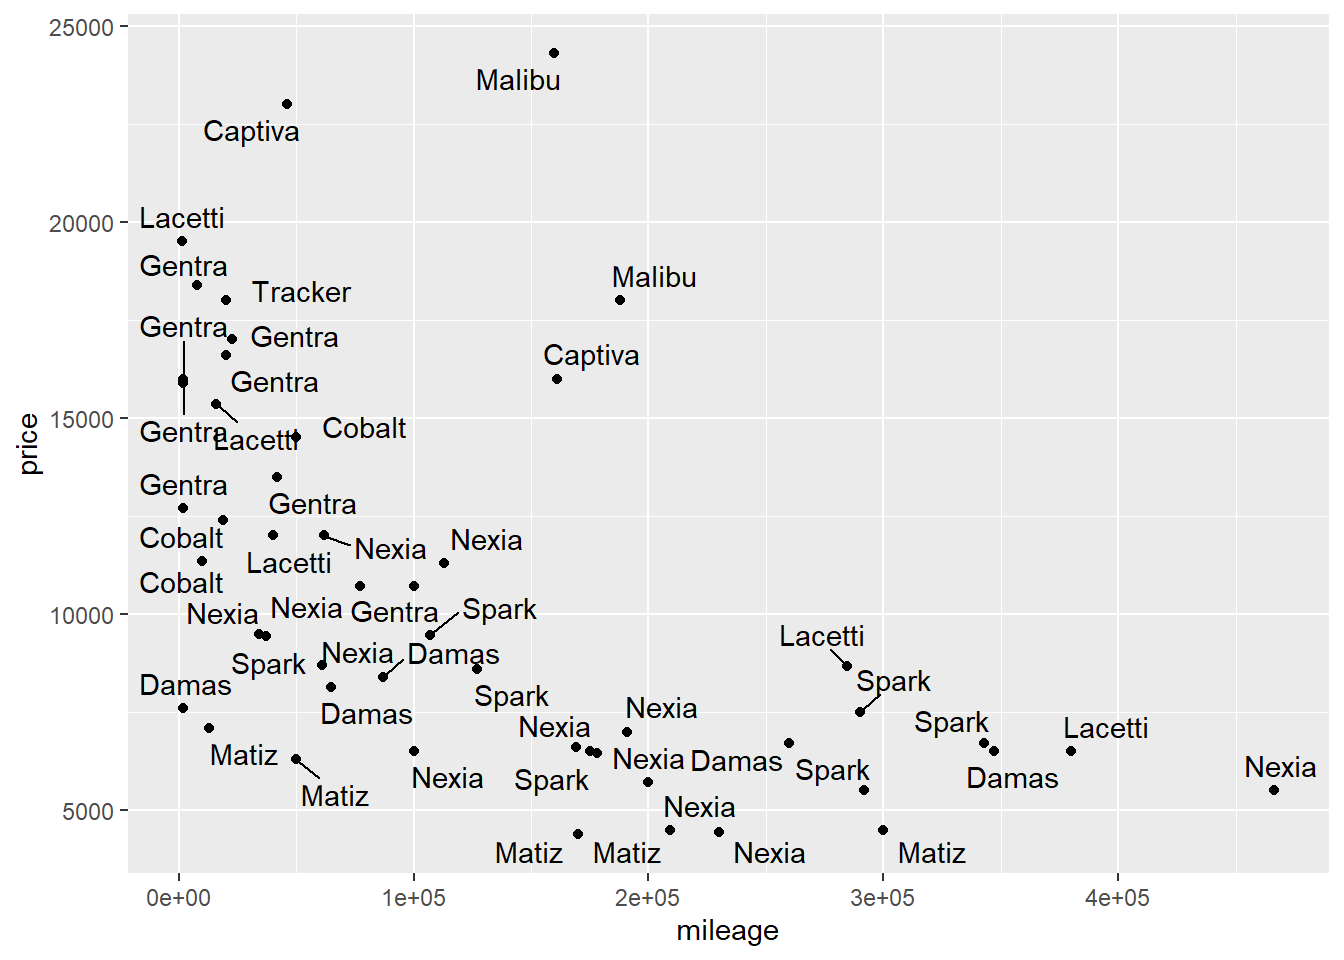 25000
Malibu
Captiva
Lacetti
20000
Gentra
Malibu
Tracker
Gentra
Gentra
Captiva
Gentra
15000
Cobalt
Gentra
Lacetti
Gentra
Gentra
Cobalt
Nexia
Nexia
Lacetti
Cobalt
Nexia
Nexia
Gentra
Spark
10000
Lacetti
Spark
Nexia
Damas
Damas
Spark
Spark
Damas
Nexia
Nexia
Spark
Lacetti
Matiz
Nexia
Damas
Spark
Nexia
Spark
Damas
Nexia
Matiz
Nexia
5000
Matiz
Matiz
Nexia
Matiz
0e+00
1e+05
2e+05
3e+05
4e+05
mileage
price